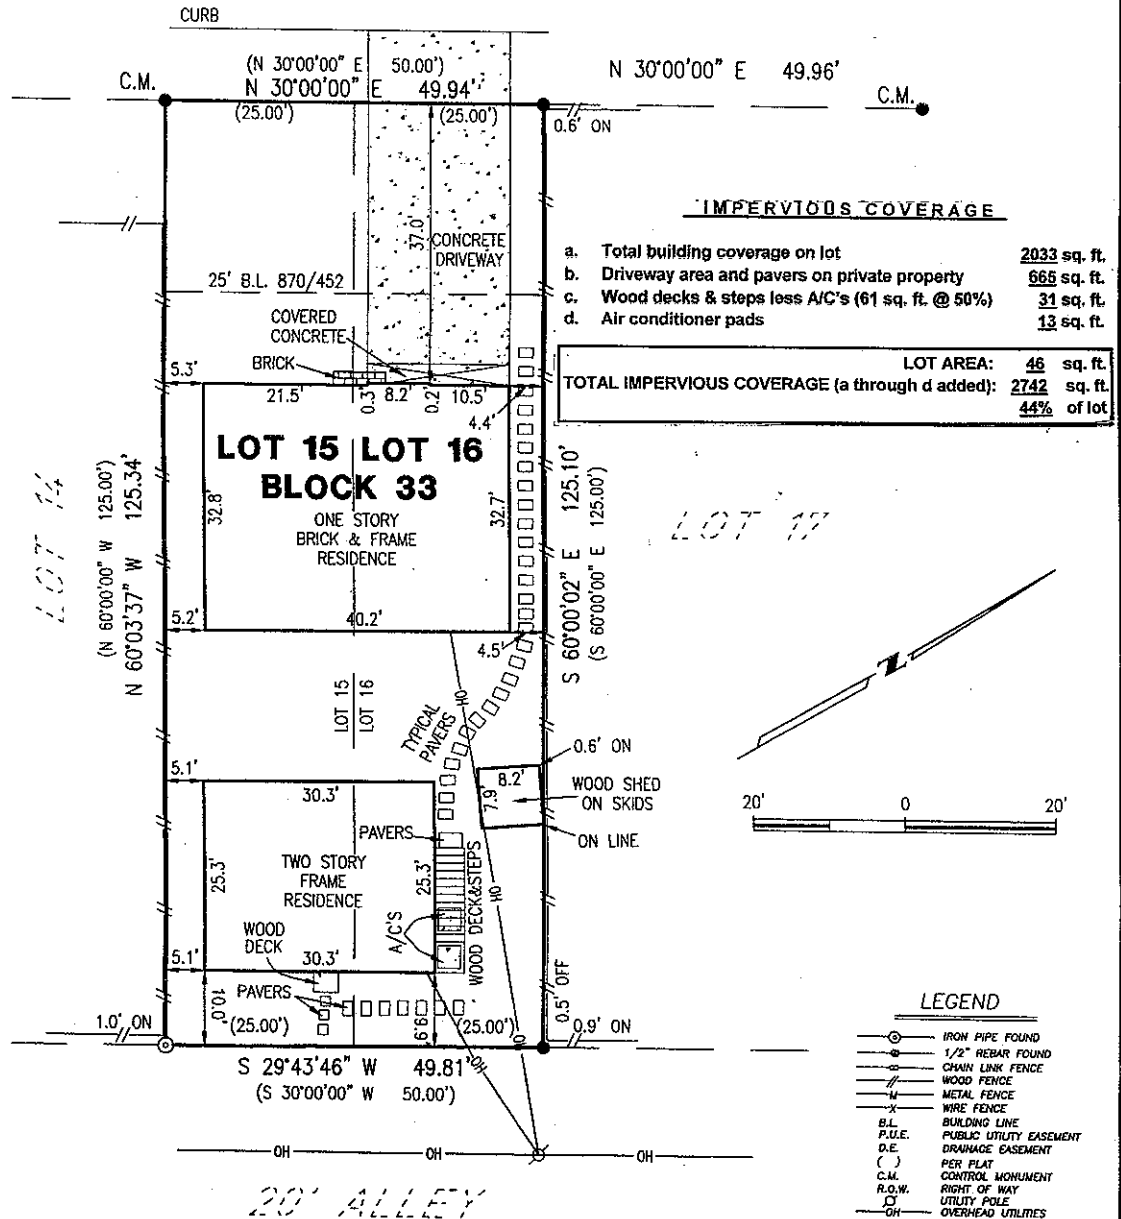 CURB
(N 30°00'00" E 50.00')
N 30°00'00" E 49.94'
C.M.
(25.00') (25.00')
N 30°00'00" E 49.96'
C.M.
0.6' ON
37.0'
CONCRETE
DRIVEWAY
25' B.L. 870/452
COVERED
CONCRETE
BRICK
5.3'
21.5'
0.3'
8.2'
0.2'
10.5'
4.4'
IMPERVIOUS COVERAGE
a. Total building coverage on lot 2033 sq. ft.
b. Driveway area and pavers on private property 665 sq. ft.
c. Wood decks & steps less A/C's (61 sq. ft. @ 50%) 31 sq. ft.
d. Air conditioner pads 13 sq. ft.
LOT AREA: 46 sq. ft.
TOTAL IMPERVIOUS COVERAGE (a through d added): 2742 sq. ft.
44% of lot
LOT 15 LOT 16
BLOCK 33
ONE STORY
BRICK & FRAME
RESIDENCE
32.8'
32.7'
LOT 14
(N 60°00'00" W 125.00')
N 60°03'37" W 125.34'
S 60°00'02" E 125.10'
(S 60°00'00" E 125.00')
LOT 17
5.2'
40.2'
4.5'
LOT 15
LOT 16
TYPICAL
PAVERS
OH
N
5.1'
30.3'
0.6' ON
8.2'
7.9'
WOOD SHED
ON SKIDS
ON LINE
20' 0 20'
PAVERS
TWO STORY
FRAME
RESIDENCE
25.3'
25.3'
WOOD DECK&STEPS
A/C'S
OH
WOOD
DECK
5.1'
30.3'
PAVERS
10.0'
9.9'
0.5' OFF
1.0' ON
(25.00') (25.00')
0.9' ON
OH
OH
S 29°43'46" W 49.81'
(S 30°00'00" W 50.00')
OH OH OH
20' ALLEY
LEGEND
IRON PIPE FOUND
1/2" REBAR FOUND
CHAIN LINK FENCE
// WOOD FENCE
M METAL FENCE
X WIRE FENCE
B.L. BUILDING LINE
P.U.E. PUBLIC UTILITY EASEMENT
D.E. DRAINAGE EASEMENT
( ) PER PLAT
C.M. CONTROL MONUMENT
R.O.W. RIGHT OF WAY
UTILITY POLE
OH OVERHEAD UTILITIES